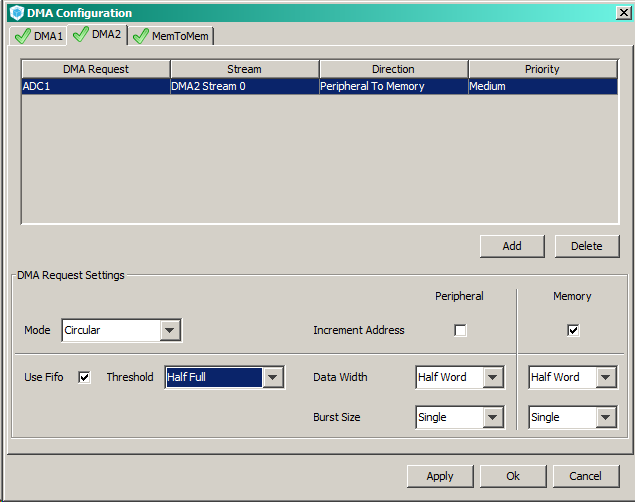 DMA Configuration
DMA1 DMA2 MemToMem
DMA Request Stream Direction Priority
ADC1 DMA2 Stream 0 Peripheral To Memory Medium
Add Delete
DMA Request Settings
Peripheral Memory
Mode Circular Increment Address
Use Fifo Threshold Half Full Data Width Half Word Half Word
Burst Size Single Single
Apply Ok Cancel